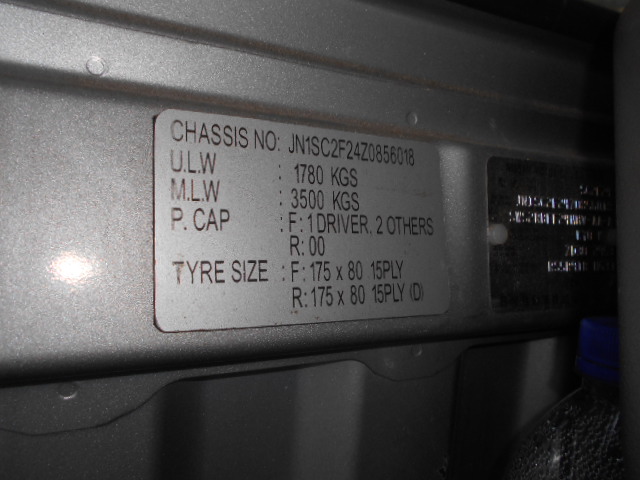 CHASSIS NO: JN1SC2F24Z0856018
U.L.W : 1780 KGS
M.L.W : 3500 KGS
P. CAP : F: 1 DRIVER, 2 OTHERS
R: 00
TYRE SIZE : F: 175 x 80 15PLY
R: 175 x 80 15PLY (D)